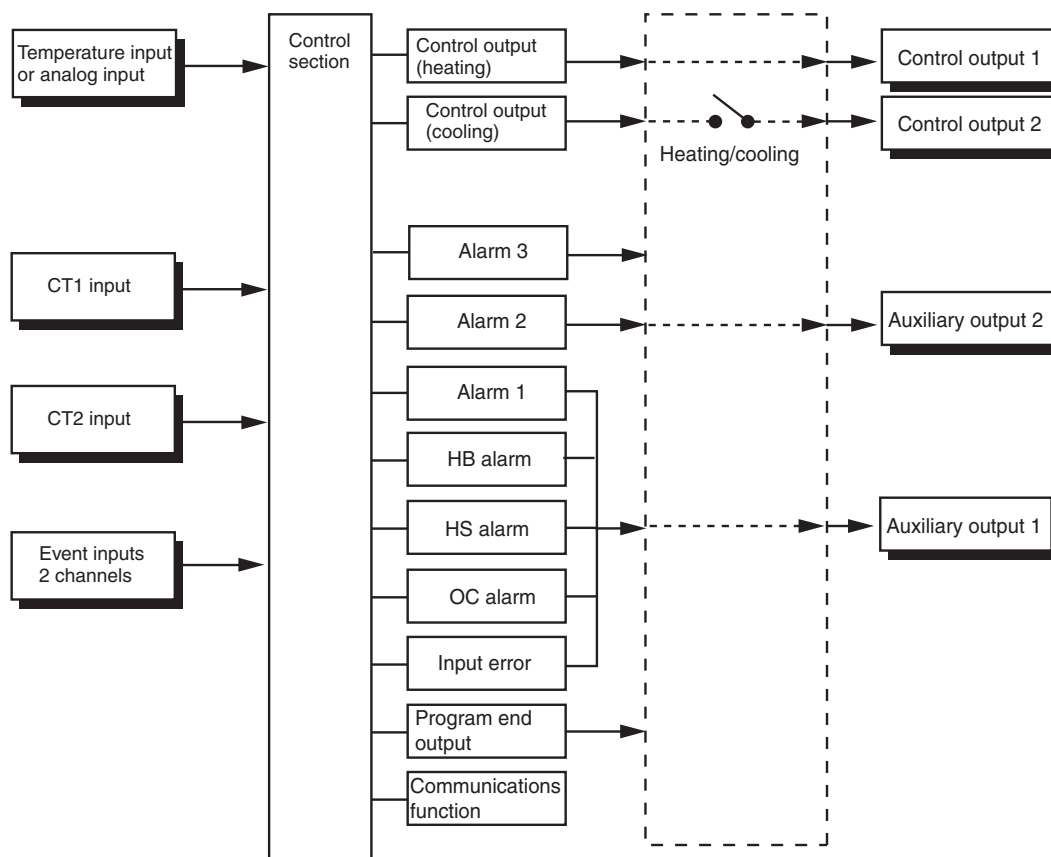 Temperature input
or analog input
CT1 input
CT2 input
Event inputs
2 channels
Control
section
Control output
(heating)
Control output
(cooling)
Alarm 3
Alarm 2
Alarm 1
HB alarm
HS alarm
OC alarm
Input error
Program end
output
Communications
function
Heating/cooling
Control output 1
Control output 2
Auxiliary output 2
Auxiliary output 1